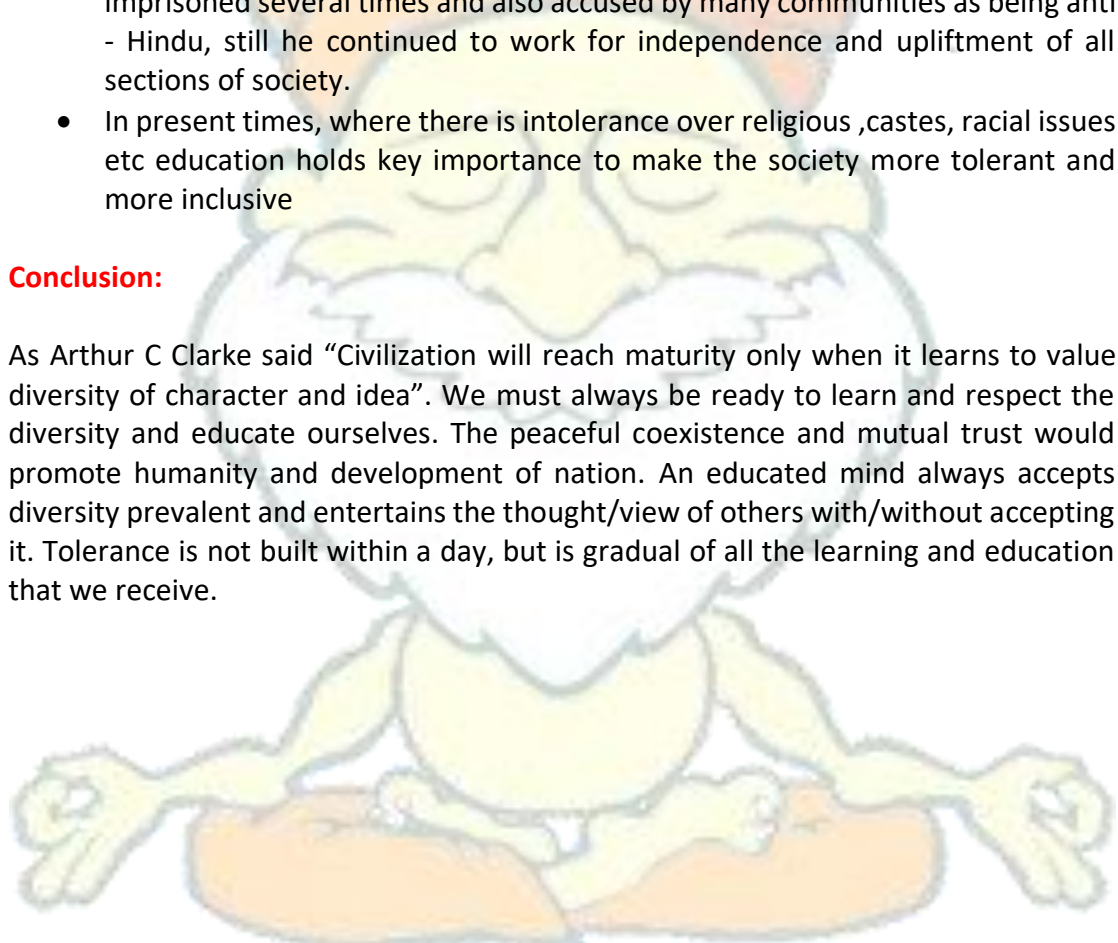 imprisoned several times and also accused by many communities as being anti
- Hindu, still he continued to work for independence and upliftment of all
sections of society.
• In present times, where there is intolerance over religious ,castes, racial issues
etc education holds key importance to make the society more tolerant and
more inclusive
Conclusion:
As Arthur C Clarke said “Civilization will reach maturity only when it learns to value
diversity of character and idea”. We must always be ready to learn and respect the
diversity and educate ourselves. The peaceful coexistence and mutual trust would
promote humanity and development of nation. An educated mind always accepts
diversity prevalent and entertains the thought/view of others with/without accepting
it. Tolerance is not built within a day, but is gradual of all the learning and education
that we receive.